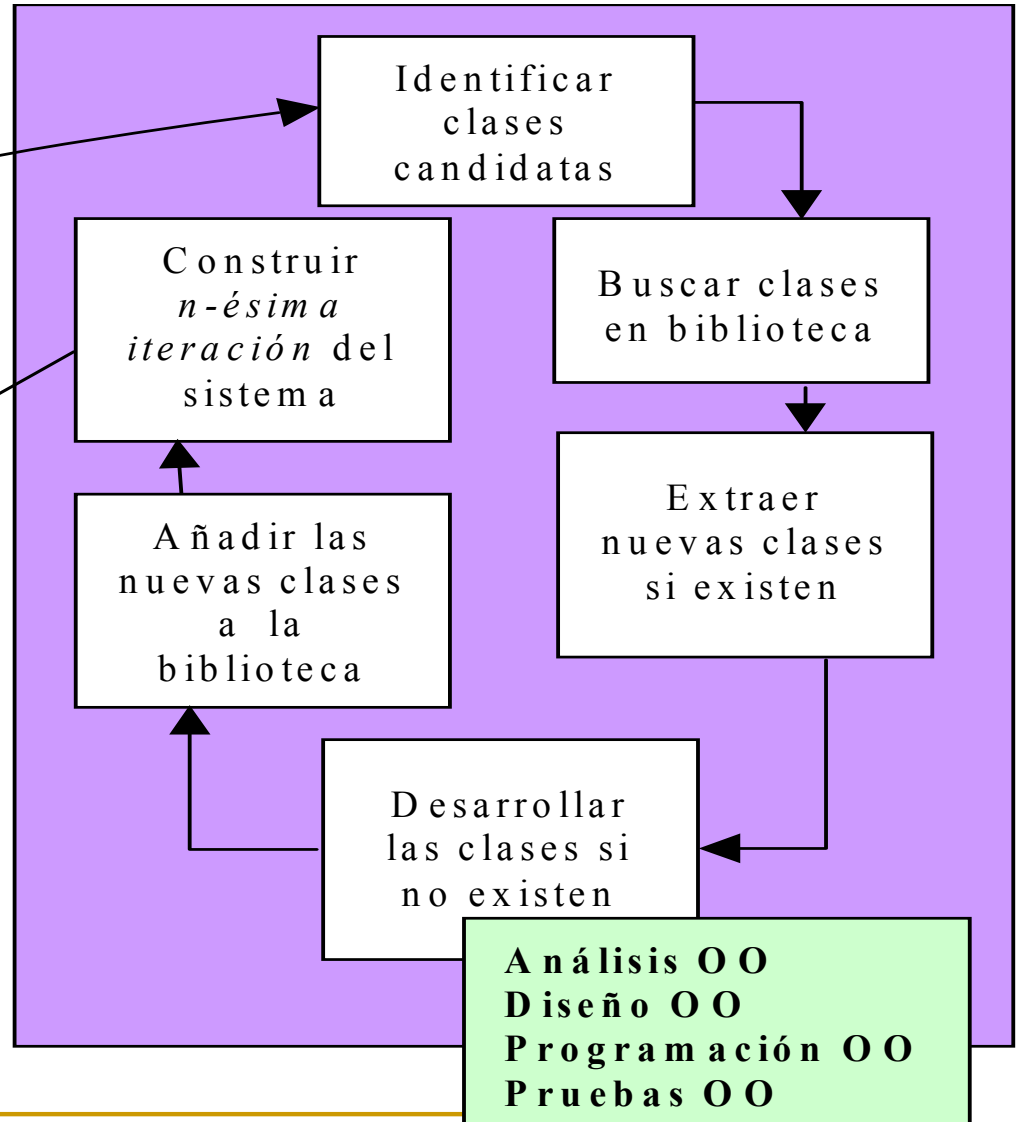 Identificar
clases
candidatas
Construir
n-ésima
iteración del
sistema
Buscar clases
en biblioteca
Añadir las
nuevas clases
a la
biblioteca
Extraer
nuevas clases
si existen
Desarrollar
las clases si
no existen
Análisis OO
Diseño OO
Programación OO
Pruebas OO